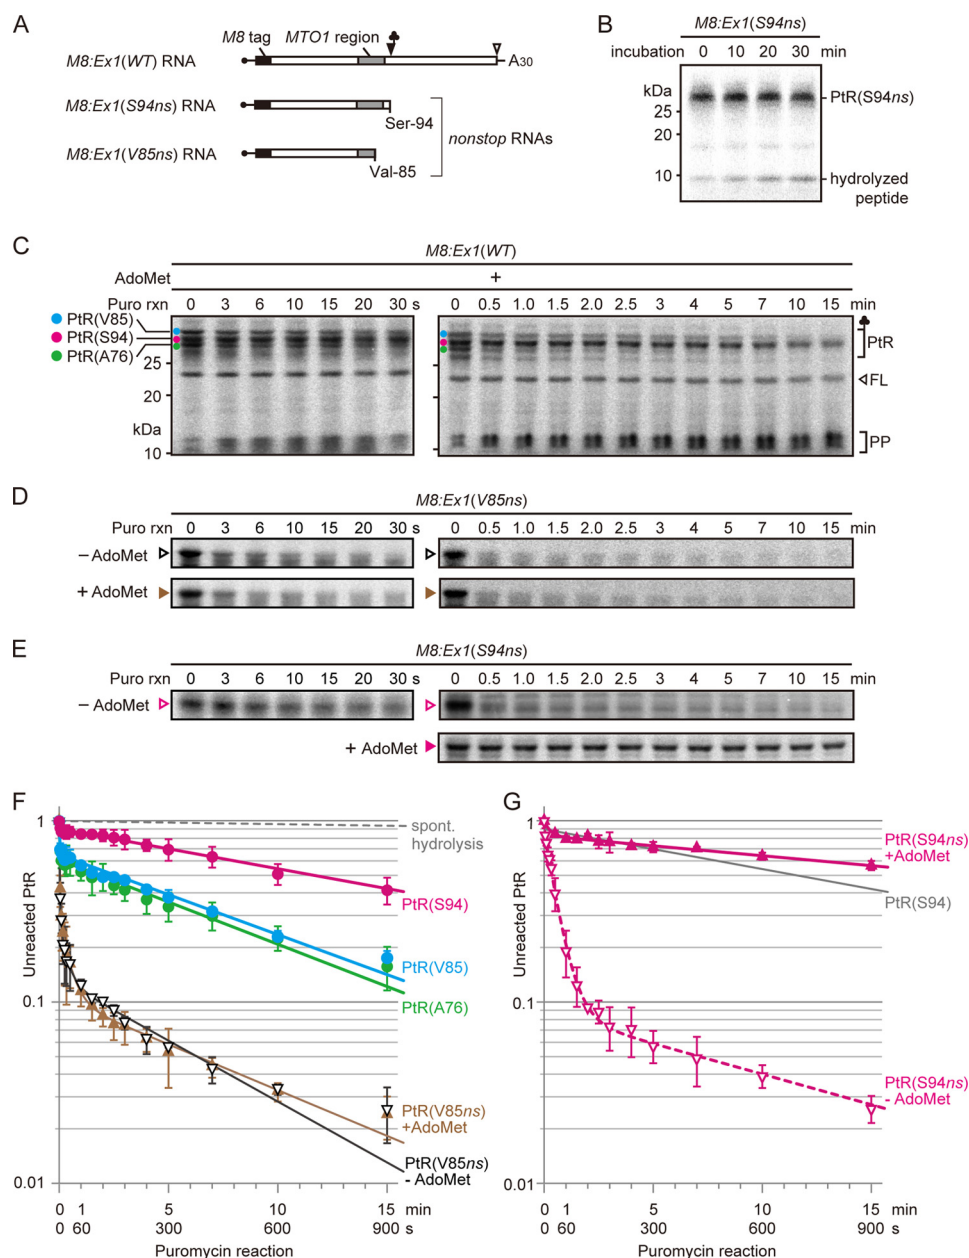 A
M8 tag MTO1 region
M8:Ex1(WT) RNA
A30
M8:Ex1(S94ns) RNA
Ser-94
nonstop RNAs
M8:Ex1(V85ns) RNA
Val-85
B
M8:Ex1(S94ns)
incubation 0 10 20 30 min
kDa
PtR(S94ns)
25
20
10
hydrolyzed
peptide
C
M8:Ex1(WT)
AdoMet +
Puro rxn 0 3 6 10 15 20 30 s 0 0.5 1.0 1.5 2.0 2.5 3 4 5 7 10 15 min
PtR(V85)
PtR(S94)
PtR(A76)
25
20
kDa
10
PtR
FL
PP
D
M8:Ex1(V85ns)
Puro rxn 0 3 6 10 15 20 30 s 0 0.5 1.0 1.5 2.0 2.5 3 4 5 7 10 15 min
– AdoMet
+ AdoMet
E
M8:Ex1(S94ns)
Puro rxn 0 3 6 10 15 20 30 s 0 0.5 1.0 1.5 2.0 2.5 3 4 5 7 10 15 min
– AdoMet
+ AdoMet
F
Unreacted PtR
1
0.1
0.01
spont.
hydrolysis
PtR(S94)
PtR(V85)
PtR(A76)
PtR(V85ns)
+AdoMet
PtR(V85ns)
- AdoMet
0 1 5 10 15 min
0 60 300 600 900 s
Puromycin reaction
G
Unreacted PtR
1
0.1
0.01
PtR(S94ns)
+AdoMet
PtR(S94)
PtR(S94ns)
- AdoMet
0 1 5 10 15 min
0 60 300 600 900 s
Puromycin reaction